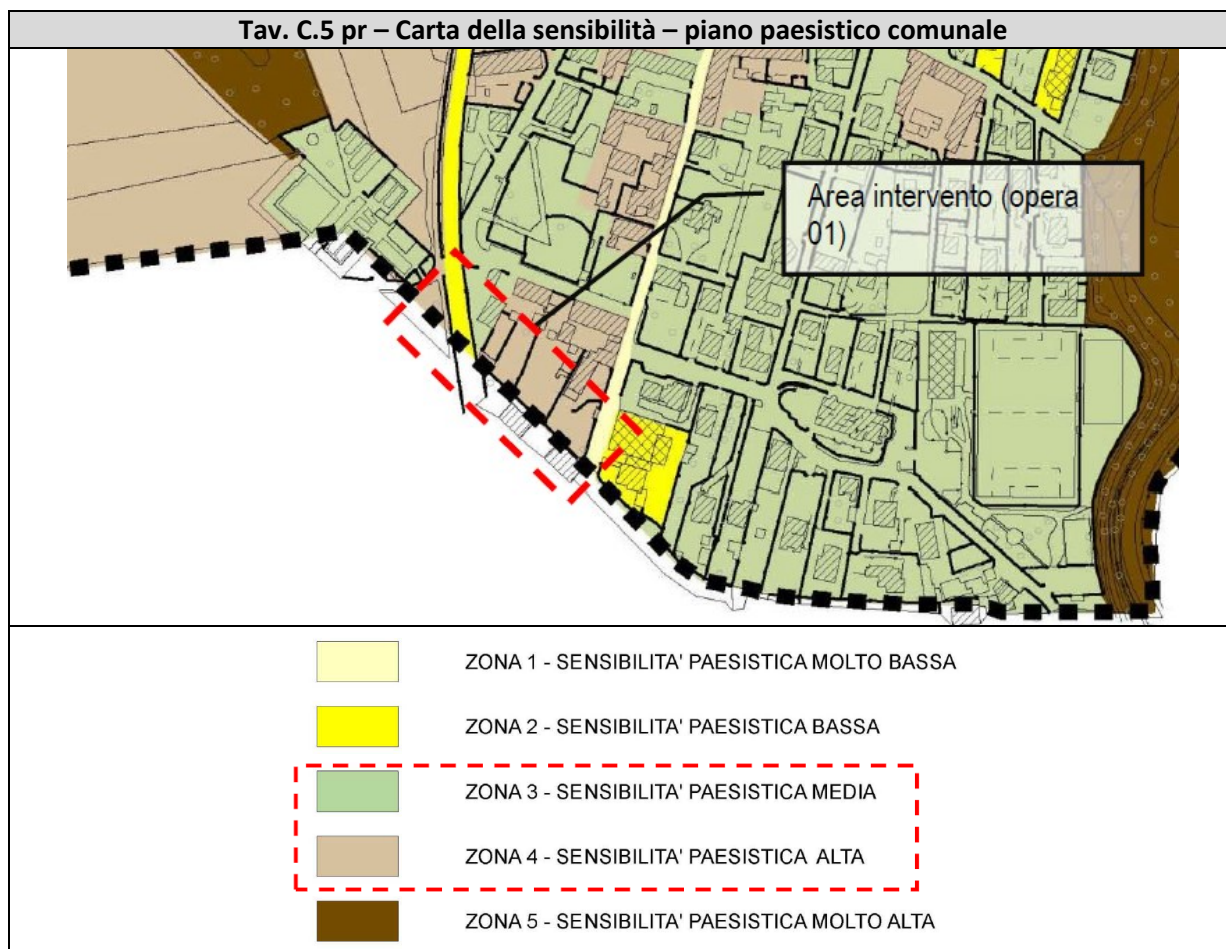 Tav. C.5 pr – Carta della sensibilità – piano paesistico comunale
Area intervento (opera
01)
ZONA 1 - SENSIBILITA' PAESISTICA MOLTO BASSA
ZONA 2 - SENSIBILITA' PAESISTICA BASSA
ZONA 3 - SENSIBILITA' PAESISTICA MEDIA
ZONA 4 - SENSIBILITA' PAESISTICA ALTA
ZONA 5 - SENSIBILITA' PAESISTICA MOLTO ALTA